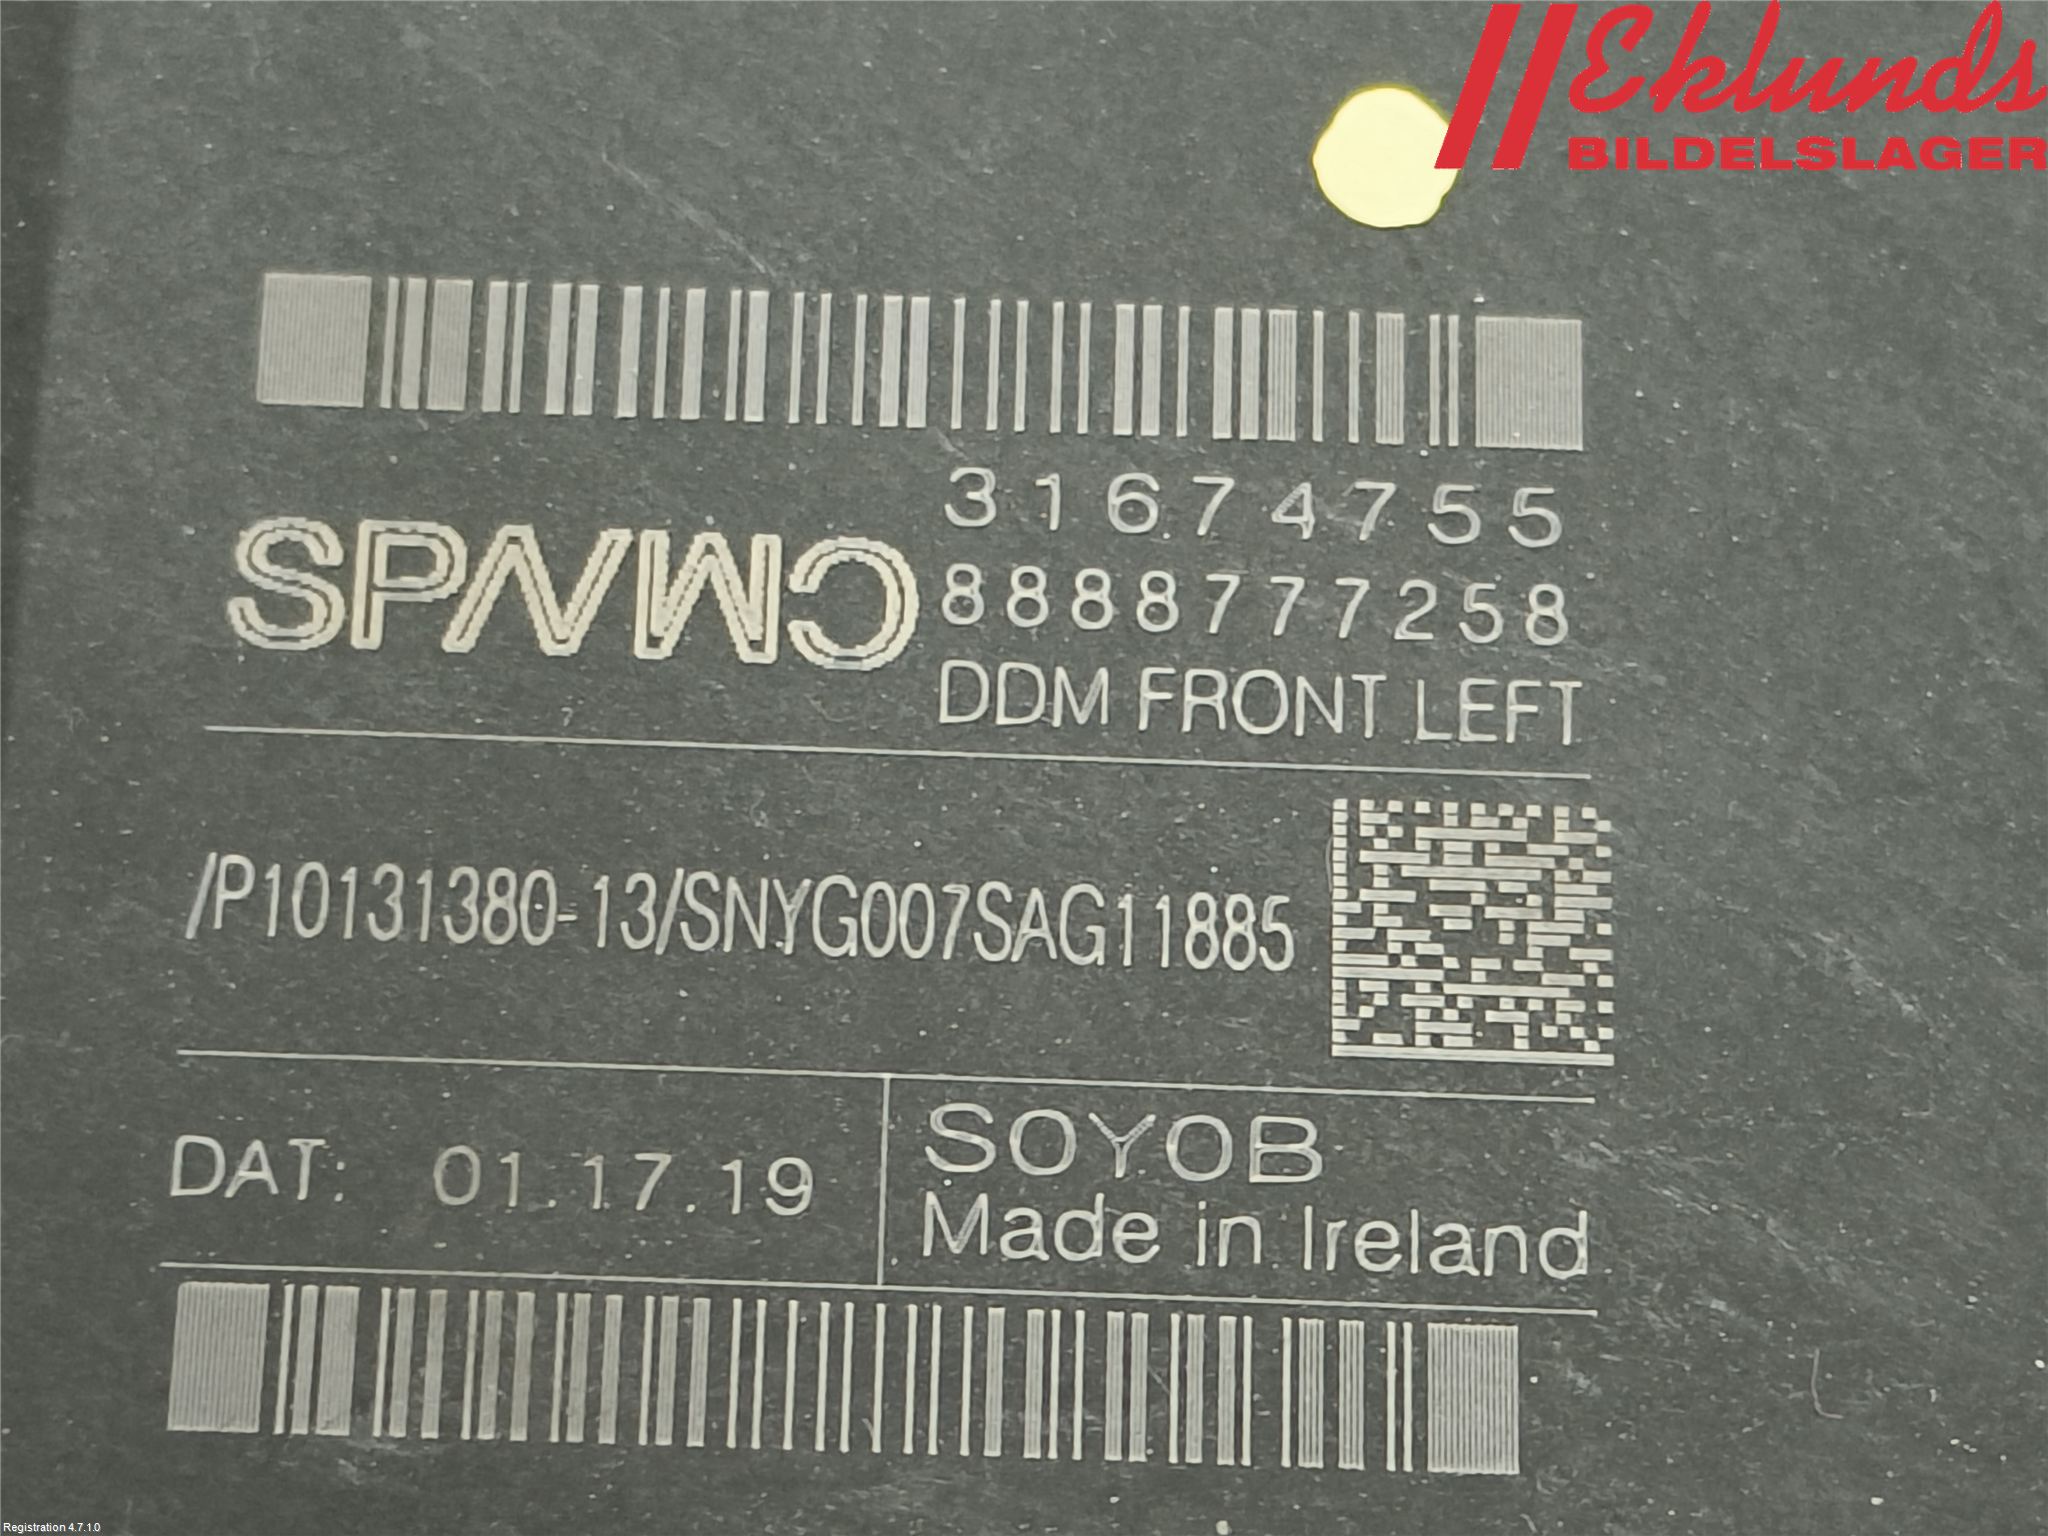 Eklunds
BILDELSLAGER
31674755
8888777258
DDM FRONT LEFT
/P10131380-13/SNYG007SAG11885
DAT: 01.17.19
SOYOB
Made in Ireland
Registration 4.7.1.0